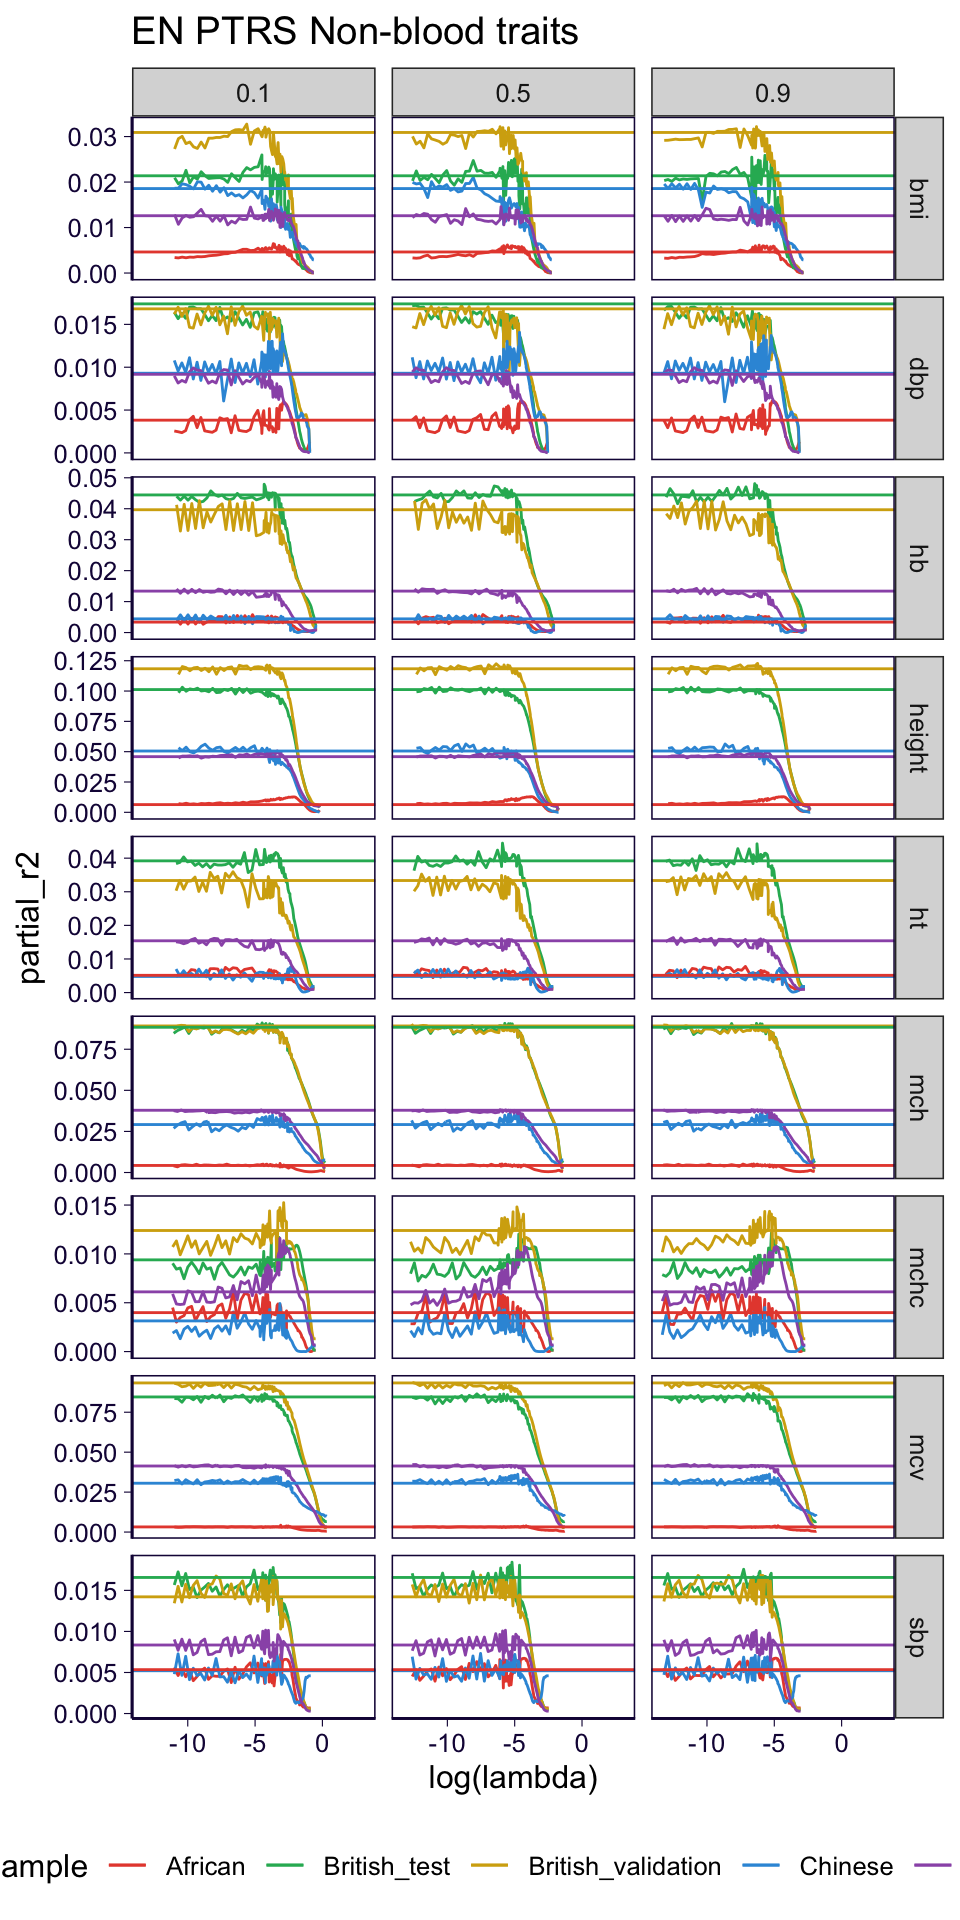 EN PTRS Non-blood traits
0.1 0.5 0.9
0.03
0.02
0.01
0.00
bmi
0.015
0.010
0.005
0.000
dbp
0.05
0.04
0.03
0.02
0.01
0.00
hb
0.125
0.100
0.075
0.050
0.025
0.000
height
partial_r2
0.04
0.03
0.02
0.01
0.00
ht
0.075
0.050
0.025
0.000
mch
0.015
0.010
0.005
0.000
mchc
0.075
0.050
0.025
0.000
mcv
0.015
0.010
0.005
0.000
sbp
-10 -5 0 -10 -5 0 -10 -5 0
log(lambda)
ample African British_test British_validation Chinese